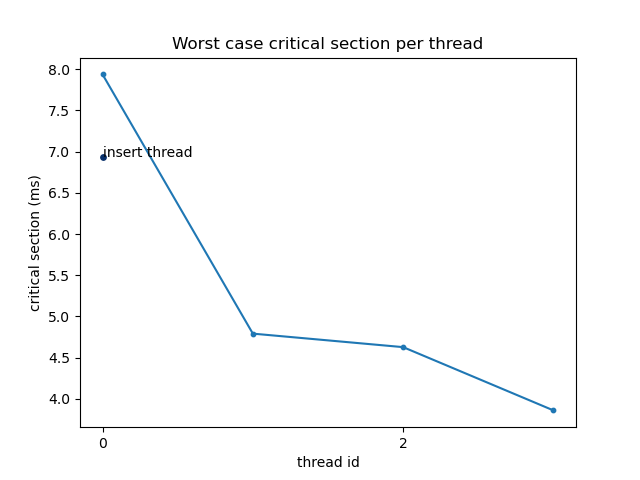 Worst case critical section per thread
8.0
7.5
7.0
6.5
6.0
5.5
5.0
4.5
4.0
critical section (ms)
insert thread
0
2
thread id